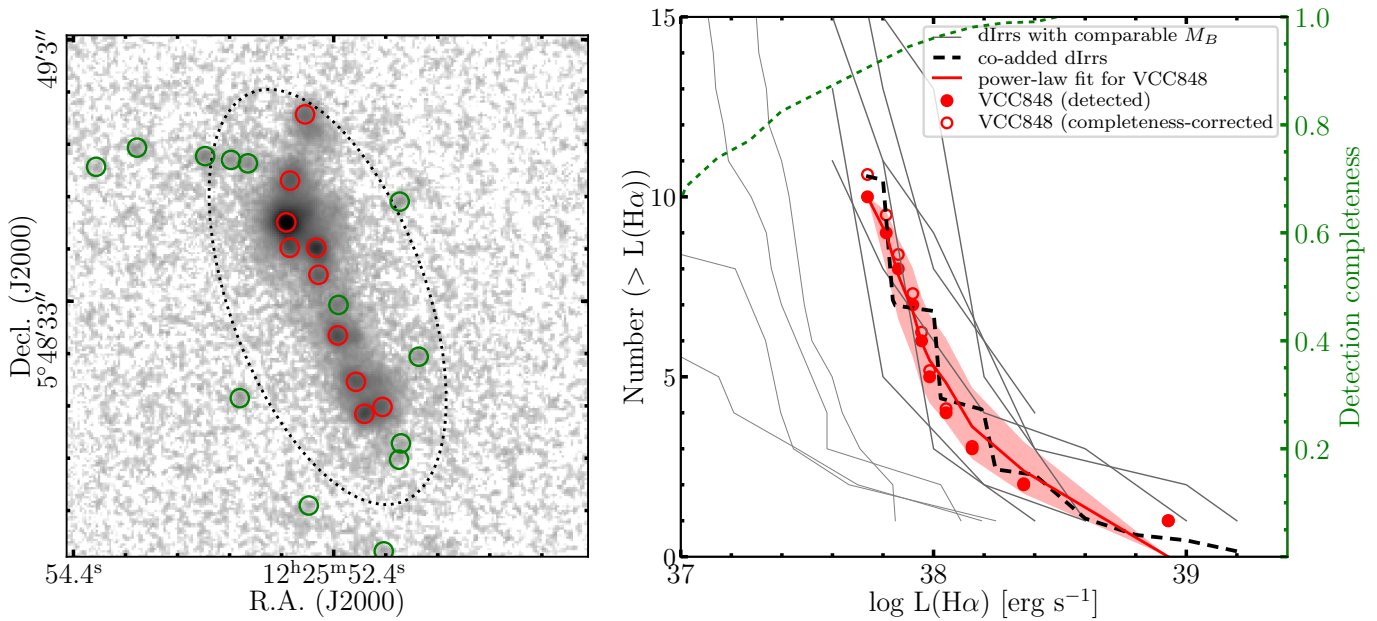 49′3″
5°48′33″
Decl. (J2000)
54.4ˢ
12ʰ25ᵐ52.4ˢ
R.A. (J2000)
15
10
5
0
Number (> L(Hα))
37
38
39
log L(Hα) [erg s⁻¹]
dIrrs with comparable M_B
co-added dIrrs
power-law fit for VCC848
VCC848 (detected)
VCC848 (completeness-corrected
1.0
0.8
0.6
0.4
0.2
Detection completeness